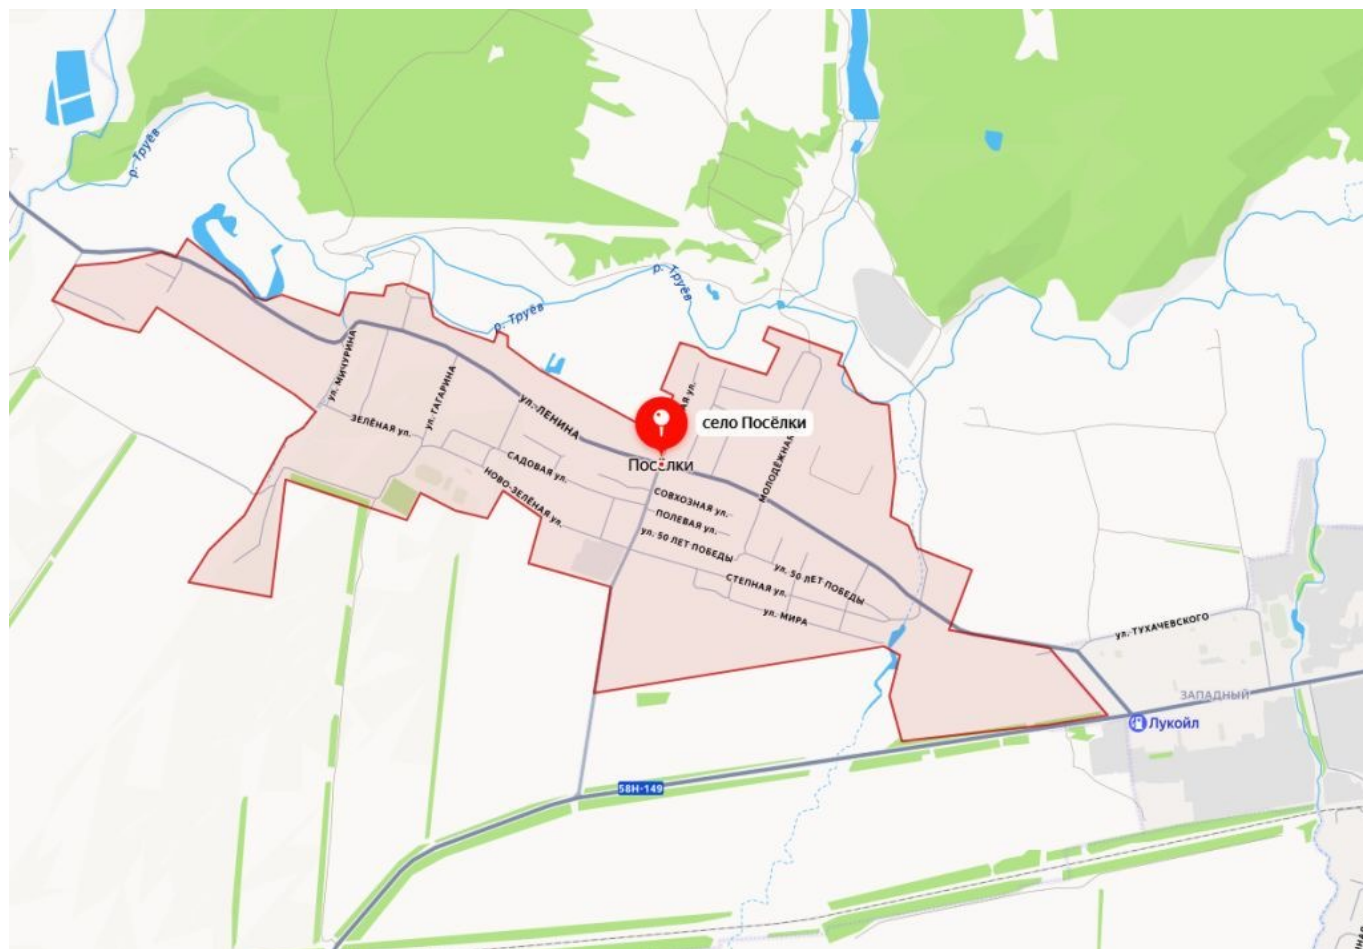 р. Труёв
р. Труёв
р. Труёв
р. Труёв
ул. МИЧУРИНА
ул. ГАГАРИНА
ул. ЛЕНИНА
ЗЕЛЁНАЯ ул.
село Посёлки
Посёлки
МОЛОДЁЖНАЯ
САДОВАЯ ул.
НОВО-ЗЕЛЁНАЯ ул.
СОВХОЗНАЯ ул.
ПОЛЕВАЯ ул.
ул. 50 ЛЕТ ПОБЕДЫ
ул. 50 ЛЕТ ПОБЕДЫ
СТЕПНАЯ ул.
ул. МИРА
ул. ТУХАЧЕВСКОГО
ЗАПАДНЫЙ
Лукойл
58Н-149